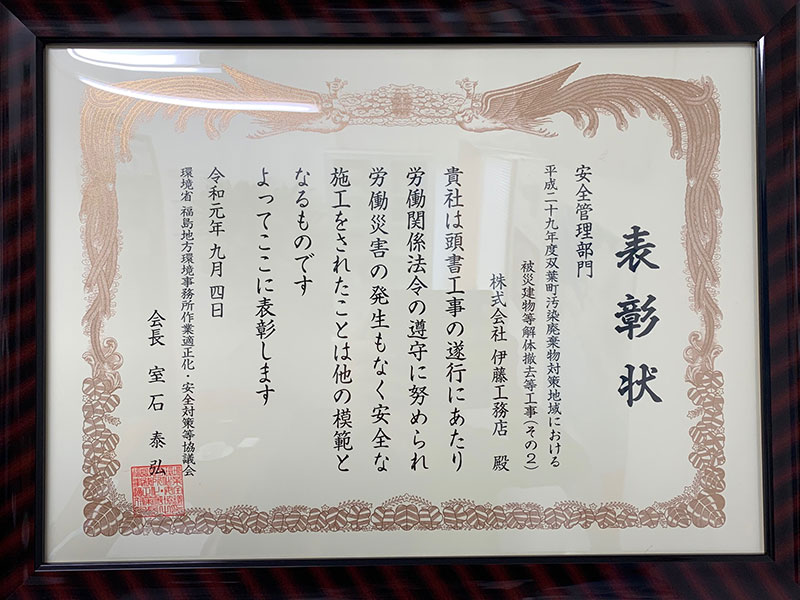 表彰状
安全管理部門
平成二十九年度双葉町汚染廃棄物対策地域における
被災建物等解体撤去等工事(その2)
株式会社 伊藤工務店 殿
貴社は頭書工事の遂行にあたり
労働関係法令の遵守に努められ
労働災害の発生もなく安全な
施工をされたことは他の模範と
なるものです
よってここに表彰します
令和元年 九月 四日
環境省 福島地方環境事務所作業適正化・安全対策等協議会
会長 室石 泰弘